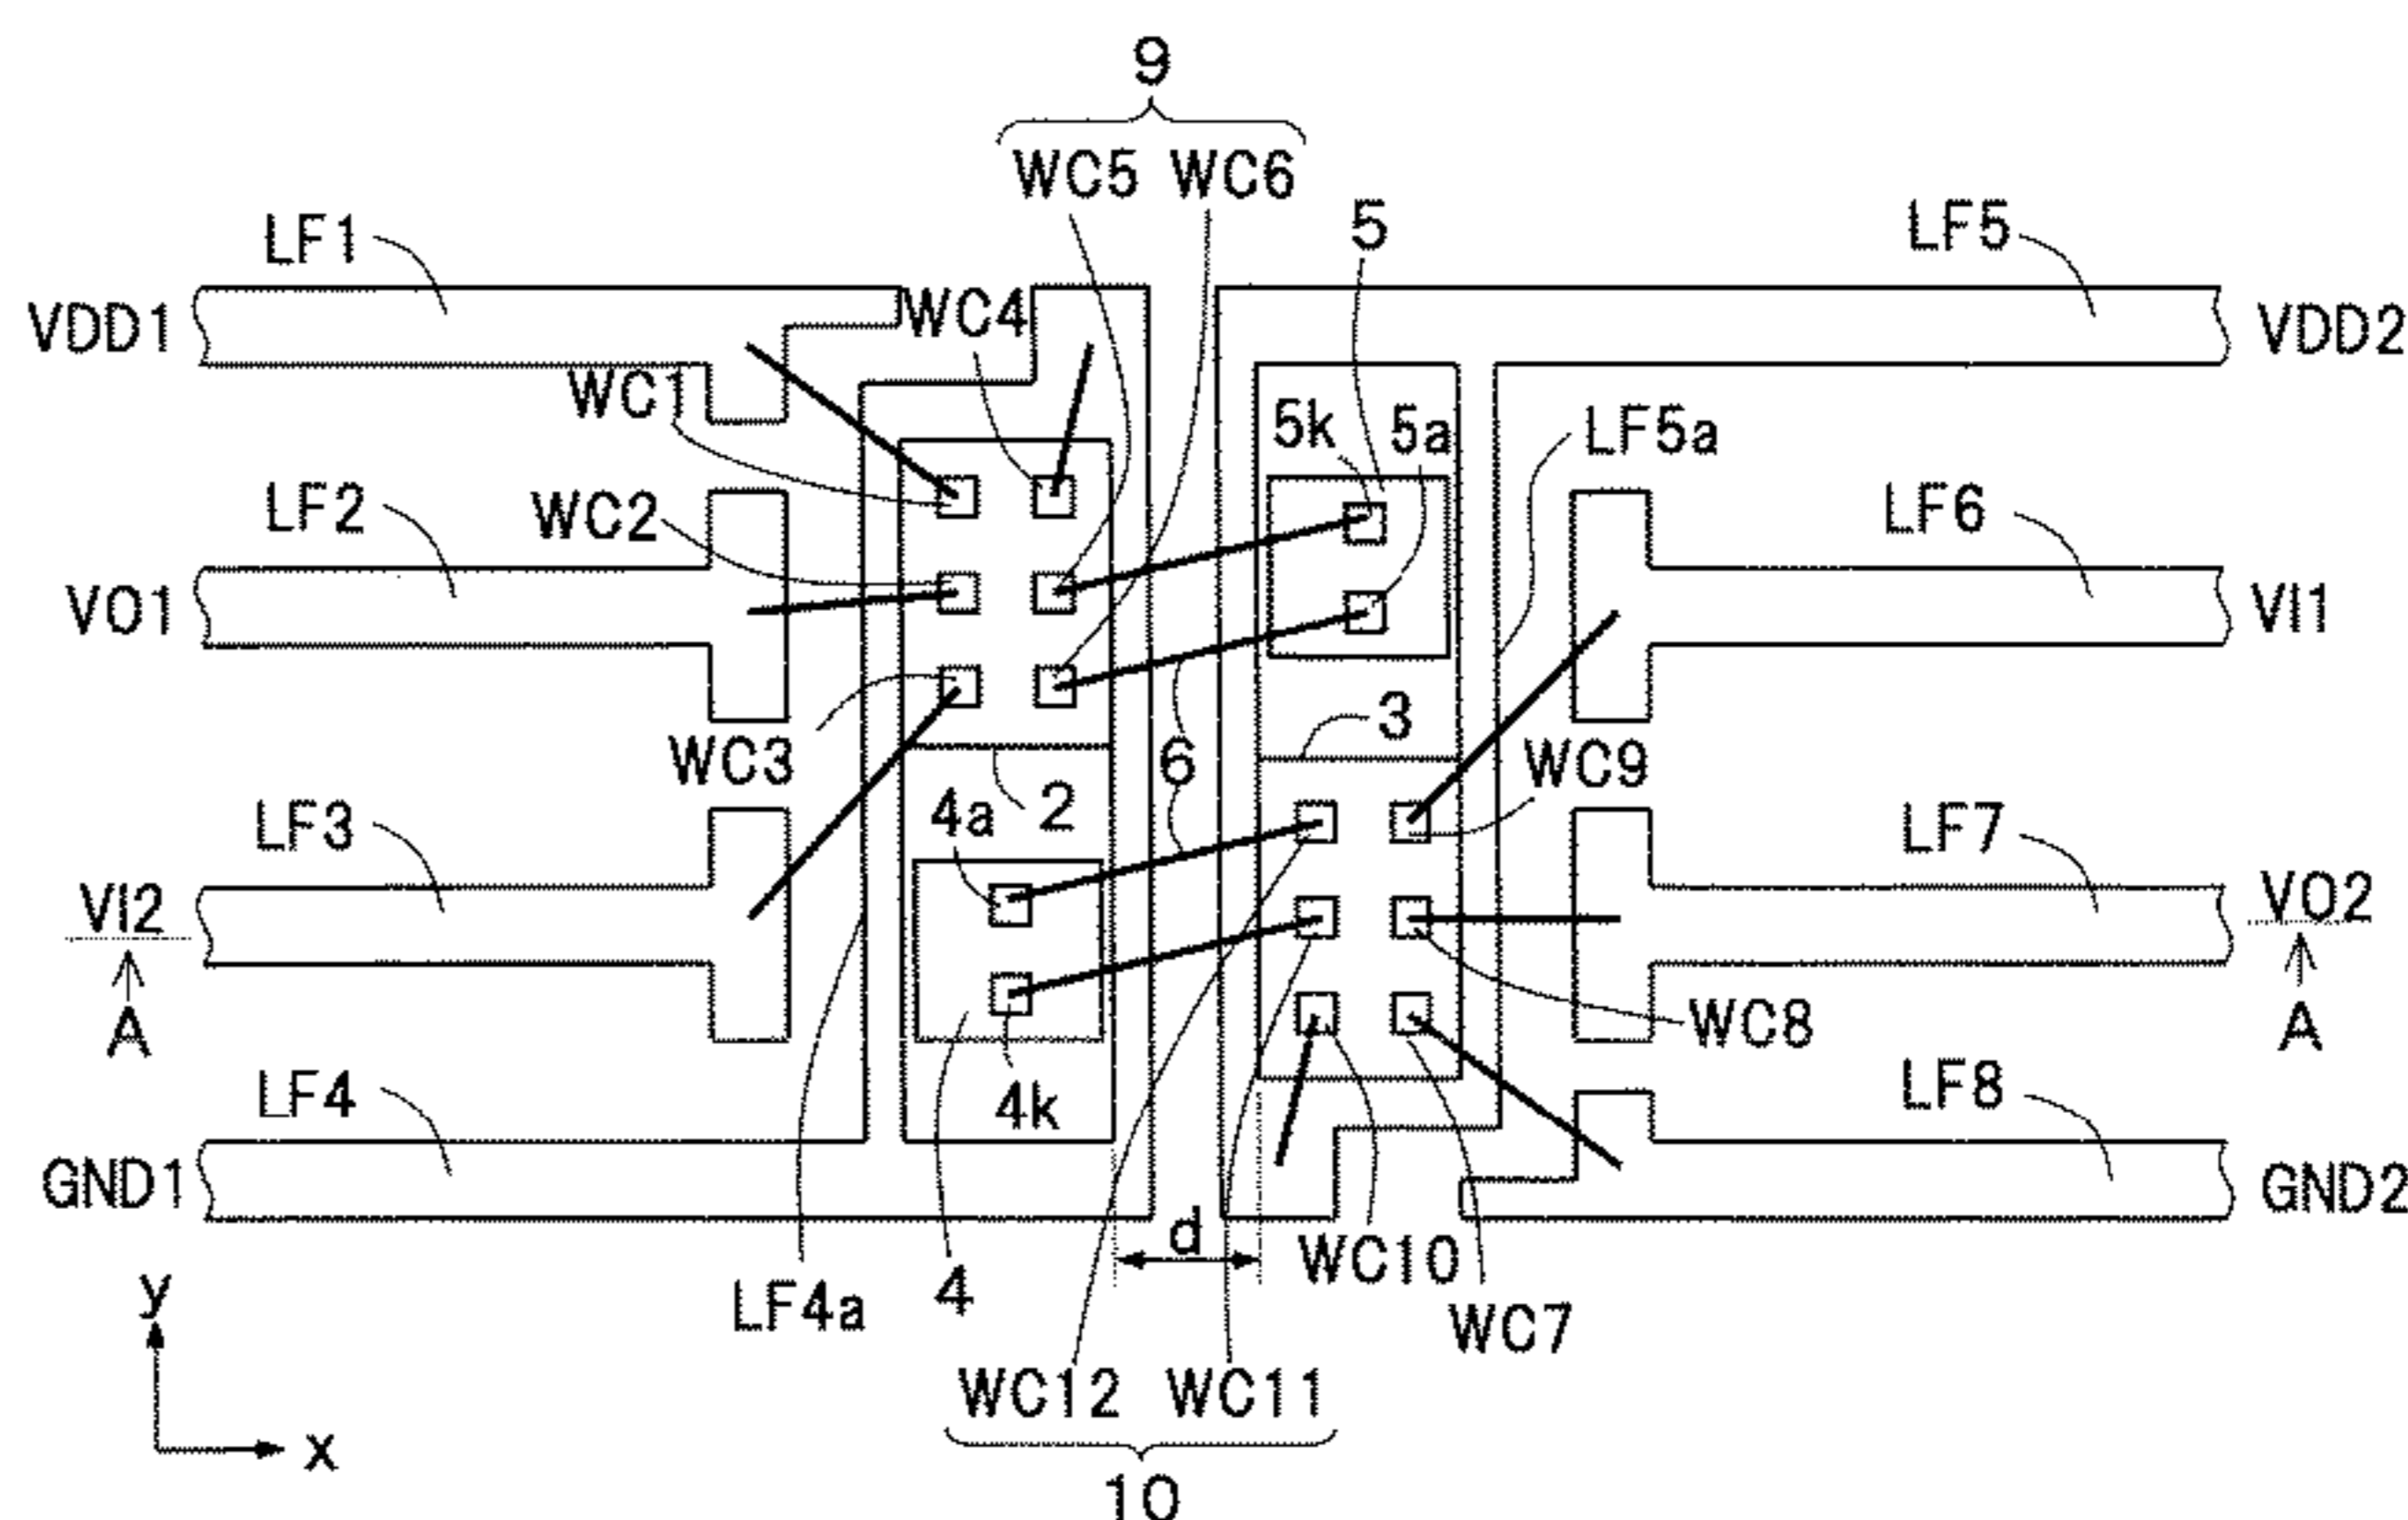 9
WC5 WC6
LF1
5
LF5
VDD1
WC4
VDD2
WC1
5k
5a
LF5a
LF2
WC2
LF6
VO1
VI1
WC3
6
3
WC9
LF3
4a
2
LF7
VI2
VO2
A
WC8
A
LF4
4k
LF8
GND1
GND2
d
WC10
LF4a
4
WC7
y
x
WC12 WC11
10